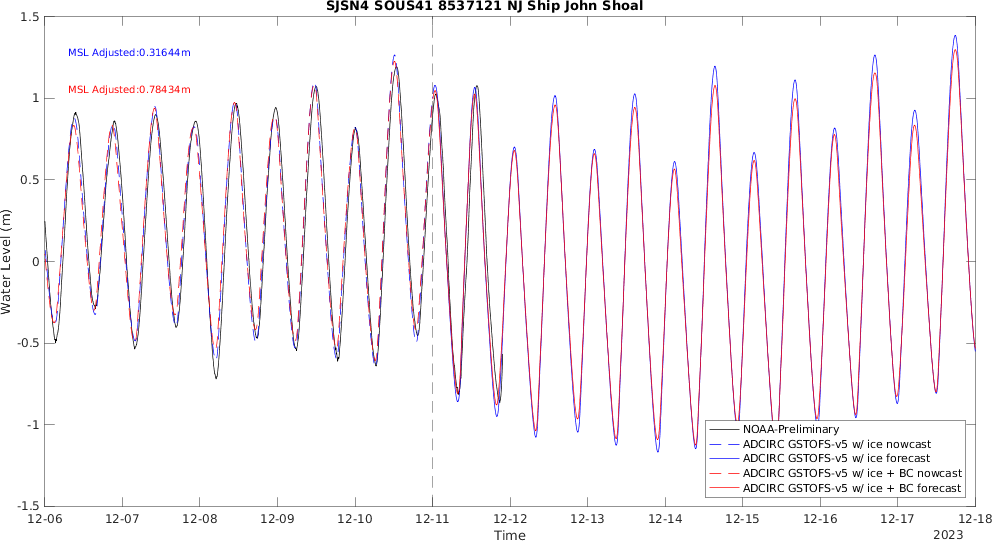 SJSN4 SOUS41 8537121 NJ Ship John Shoal
MSL Adjusted:0.31644m
MSL Adjusted:0.78434m
Water Level (m)
1.5
1
0.5
0
-0.5
-1
-1.5
NOAA-Preliminary
ADCIRC GSTOFS-v5 w/ ice nowcast
ADCIRC GSTOFS-v5 w/ ice forecast
ADCIRC GSTOFS-v5 w/ ice + BC nowcast
ADCIRC GSTOFS-v5 w/ ice + BC forecast
12-06 12-07 12-08 12-09 12-10 12-11 12-12 12-13 12-14 12-15 12-16 12-17 12-18
Time
2023